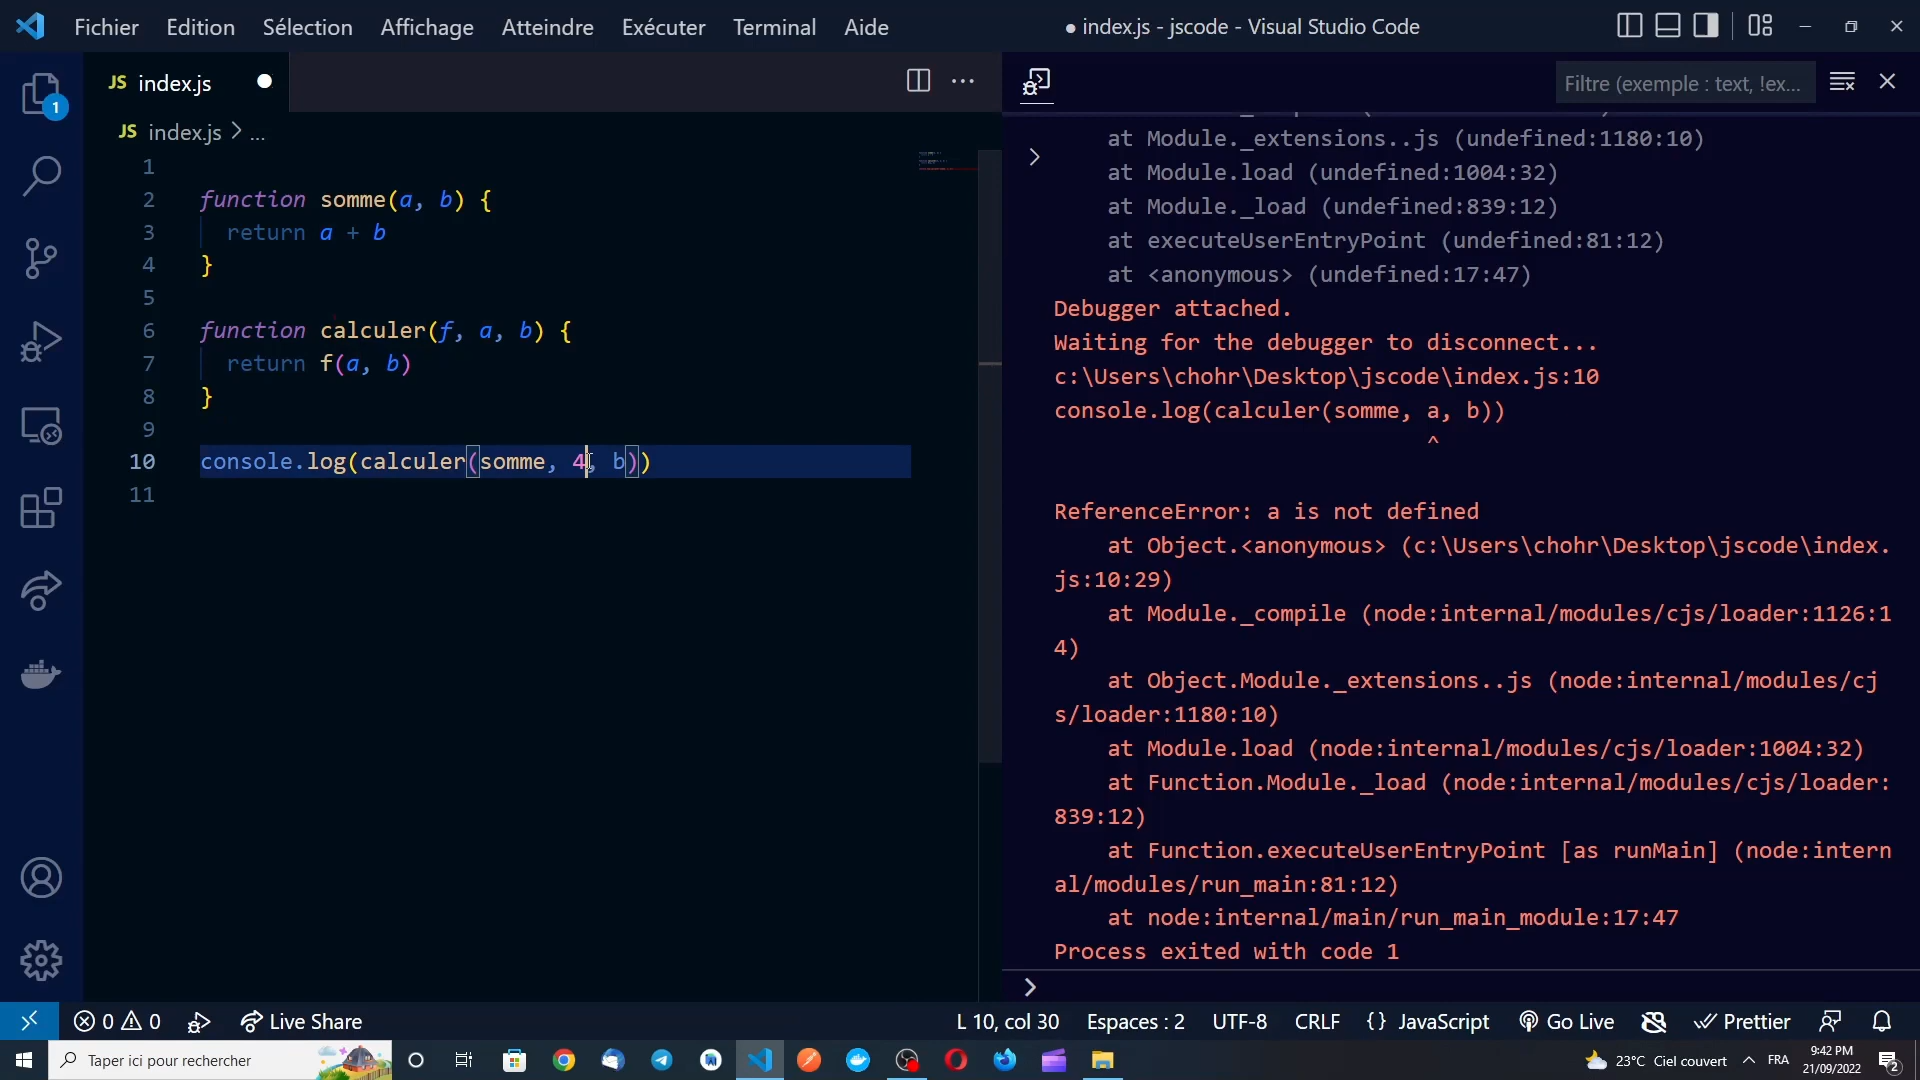 Fichier Edition Sélection Affichage Atteindre Exécuter Terminal Aide
● index.js - jscode - Visual Studio Code
JS index.js
Filtre (exemple : text, !ex...
1
JS index.js > ...
1
2 function somme(a, b) {
3 return a + b
4 }
5
6 function calculer(f, a, b) {
7 return f(a, b)
8 }
9
10 console.log(calculer(somme, 4, b))
11
at Module._extensions..js (undefined:1180:10)
at Module.load (undefined:1004:32)
at Module._load (undefined:839:12)
at executeUserEntryPoint (undefined:81:12)
at <anonymous> (undefined:17:47)
Debugger attached.
Waiting for the debugger to disconnect...
c:\Users\chohr\Desktop\jscode\index.js:10
console.log(calculer(somme, a, b))
^
ReferenceError: a is not defined
at Object.<anonymous> (c:\Users\chohr\Desktop\jscode\index.
js:10:29)
at Module._compile (node:internal/modules/cjs/loader:1126:1
4)
at Object.Module._extensions..js (node:internal/modules/cj
s/loader:1180:10)
at Module.load (node:internal/modules/cjs/loader:1004:32)
at Function.Module._load (node:internal/modules/cjs/loader:
839:12)
at Function.executeUserEntryPoint [as runMain] (node:intern
al/modules/run_main:81:12)
at node:internal/main/run_main_module:17:47
Process exited with code 1
0 0 Live Share L 10, col 30 Espaces : 2 UTF-8 CRLF {} JavaScript Go Live Prettier
Taper ici pour rechercher
23°C Ciel couvert FRA
9:42 PM
21/09/2022
2